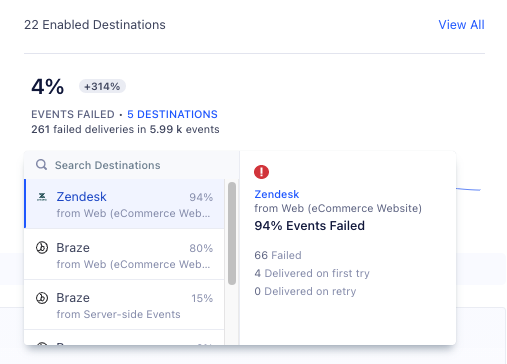 22 Enabled Destinations
View All
4% +314%
EVENTS FAILED • 5 DESTINATIONS
261 failed deliveries in 5.99 k events
Search Destinations
Zendesk 94%
from Web (eCommerce Web...
Braze 80%
from Web (eCommerce Web...
Braze 15%
from Server-side Events
Zendesk
from Web (eCommerce Website)
94% Events Failed
66 Failed
4 Delivered on first try
0 Delivered on retry